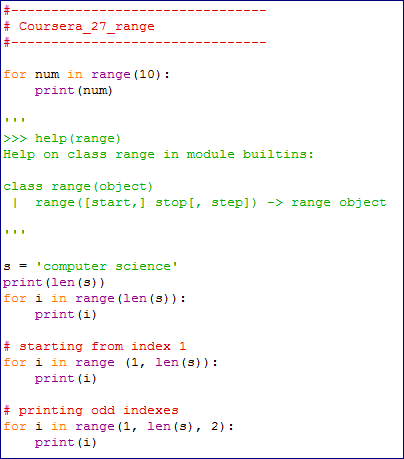 #--------------------------------
# Coursera_27_range
#--------------------------------

for num in range(10):
    print(num)

'''
>>> help(range)
Help on class range in module builtins:

class range(object)
 |  range([start,] stop[, step]) -> range object

'''

s = 'computer science'
print(len(s))
for i in range(len(s)):
    print(i)

# starting from index 1
for i in range (1, len(s)):
    print(i)

# printing odd indexes
for i in range(1, len(s), 2):
    print(i)